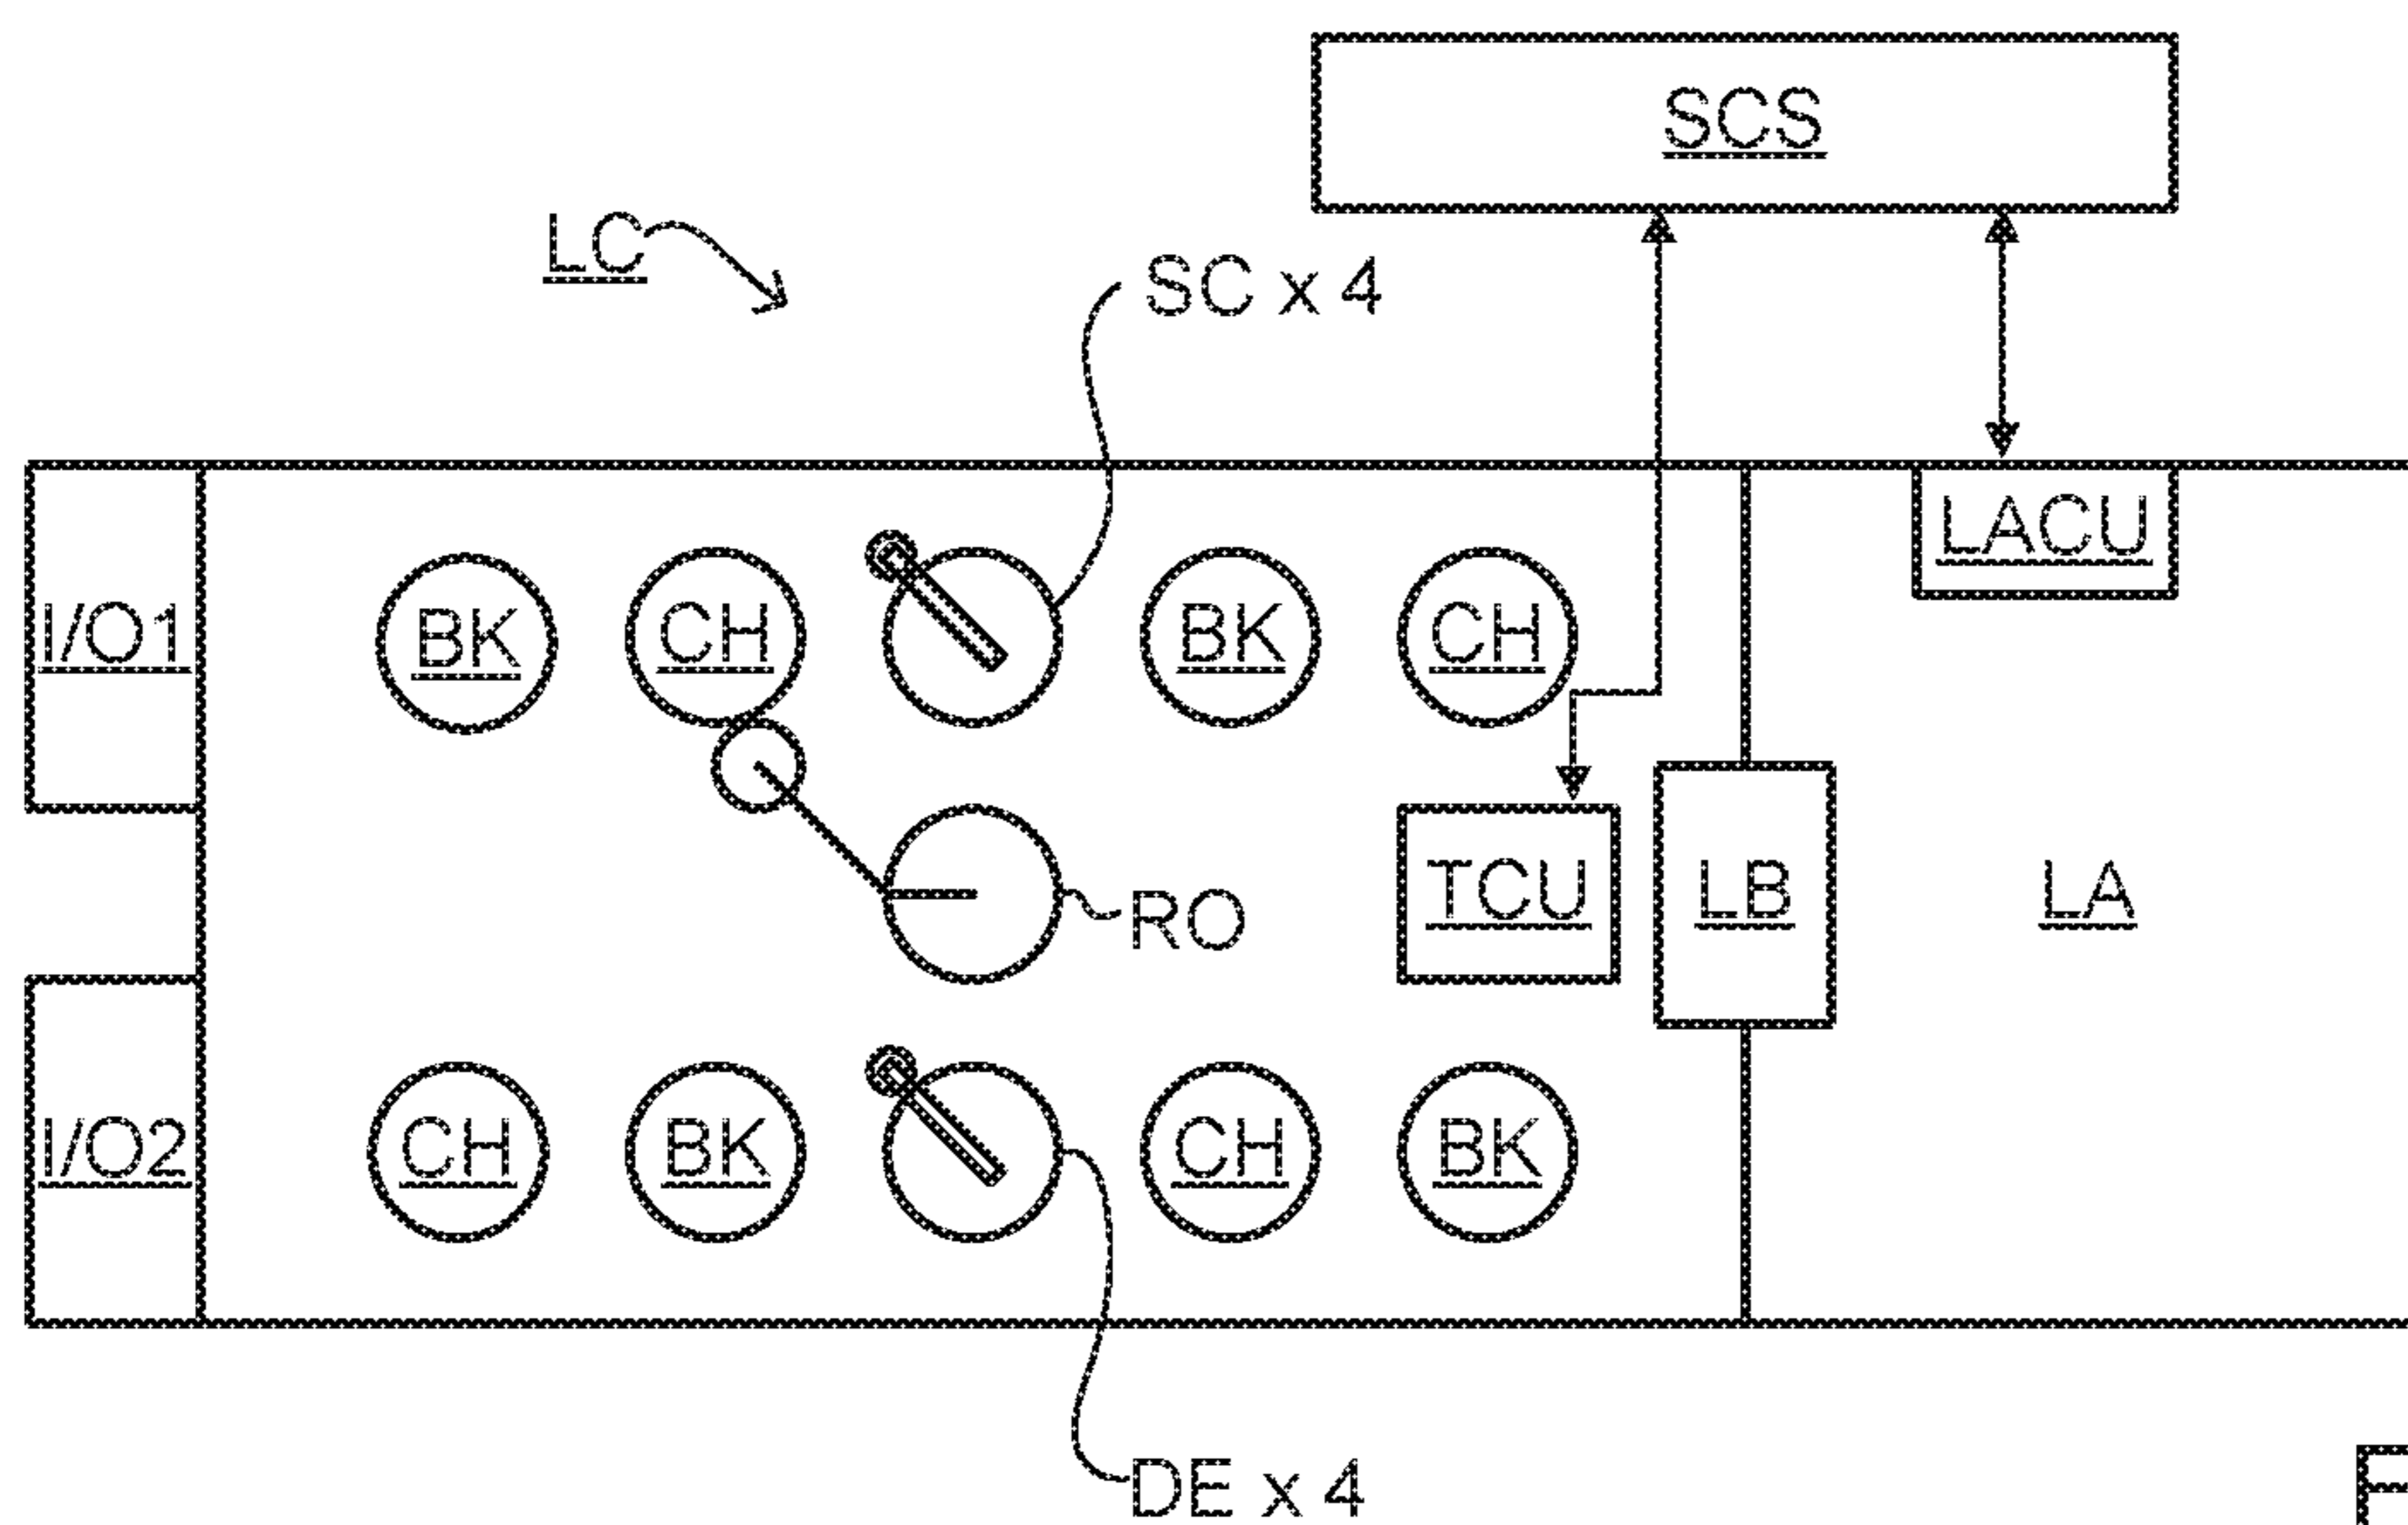 SCS
LC
SC x 4
LACU
I/O1
BK
CH
BK
CH
TCU
LB
LA
RO
I/O2
CH
BK
CH
BK
DE x 4
F